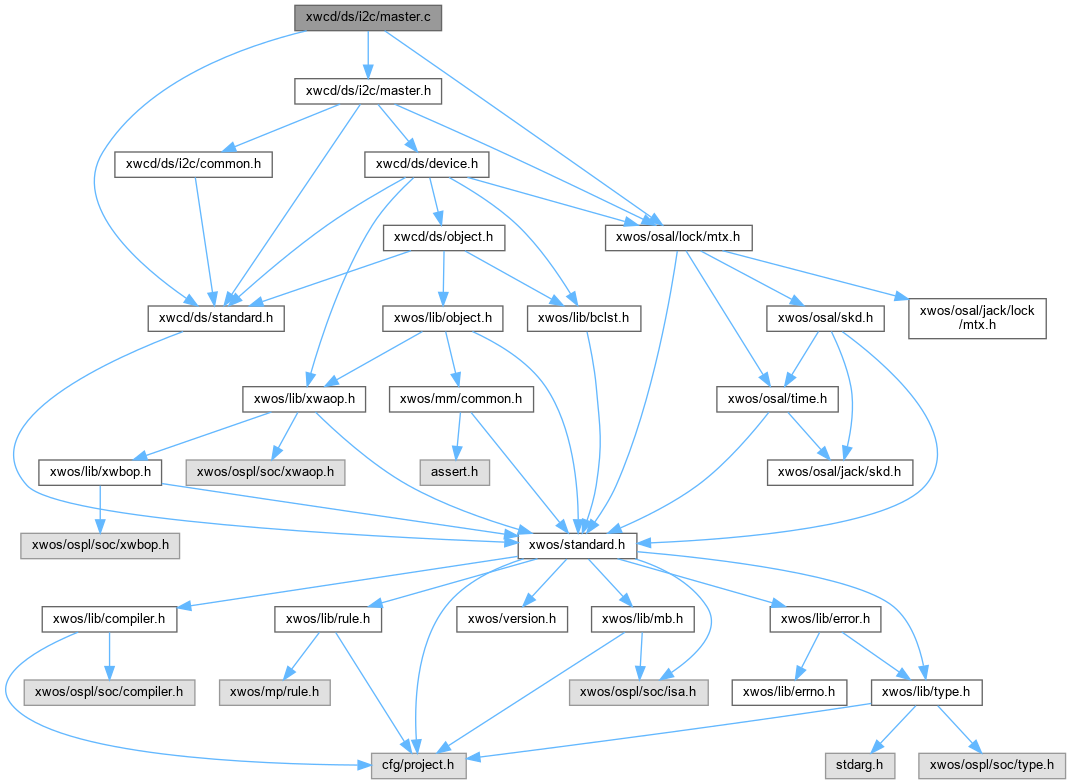 xwcd/ds/i2c/master.c
xwcd/ds/i2c/master.h
xwcd/ds/i2c/common.h
xwcd/ds/device.h
xwcd/ds/object.h
xwos/osal/lock/mtx.h
xwcd/ds/standard.h
xwos/lib/object.h
xwos/lib/bclst.h
xwos/osal/skd.h
xwos/osal/jack/lock
/mtx.h
xwos/lib/xwaop.h
xwos/mm/common.h
xwos/osal/time.h
xwos/lib/xwbop.h
xwos/ospl/soc/xwaop.h
assert.h
xwos/osal/jack/skd.h
xwos/ospl/soc/xwbop.h
xwos/standard.h
xwos/lib/compiler.h
xwos/lib/rule.h
xwos/version.h
xwos/lib/mb.h
xwos/lib/error.h
xwos/ospl/soc/compiler.h
xwos/mp/rule.h
xwos/ospl/soc/isa.h
xwos/lib/errno.h
xwos/lib/type.h
cfg/project.h
stdarg.h
xwos/ospl/soc/type.h